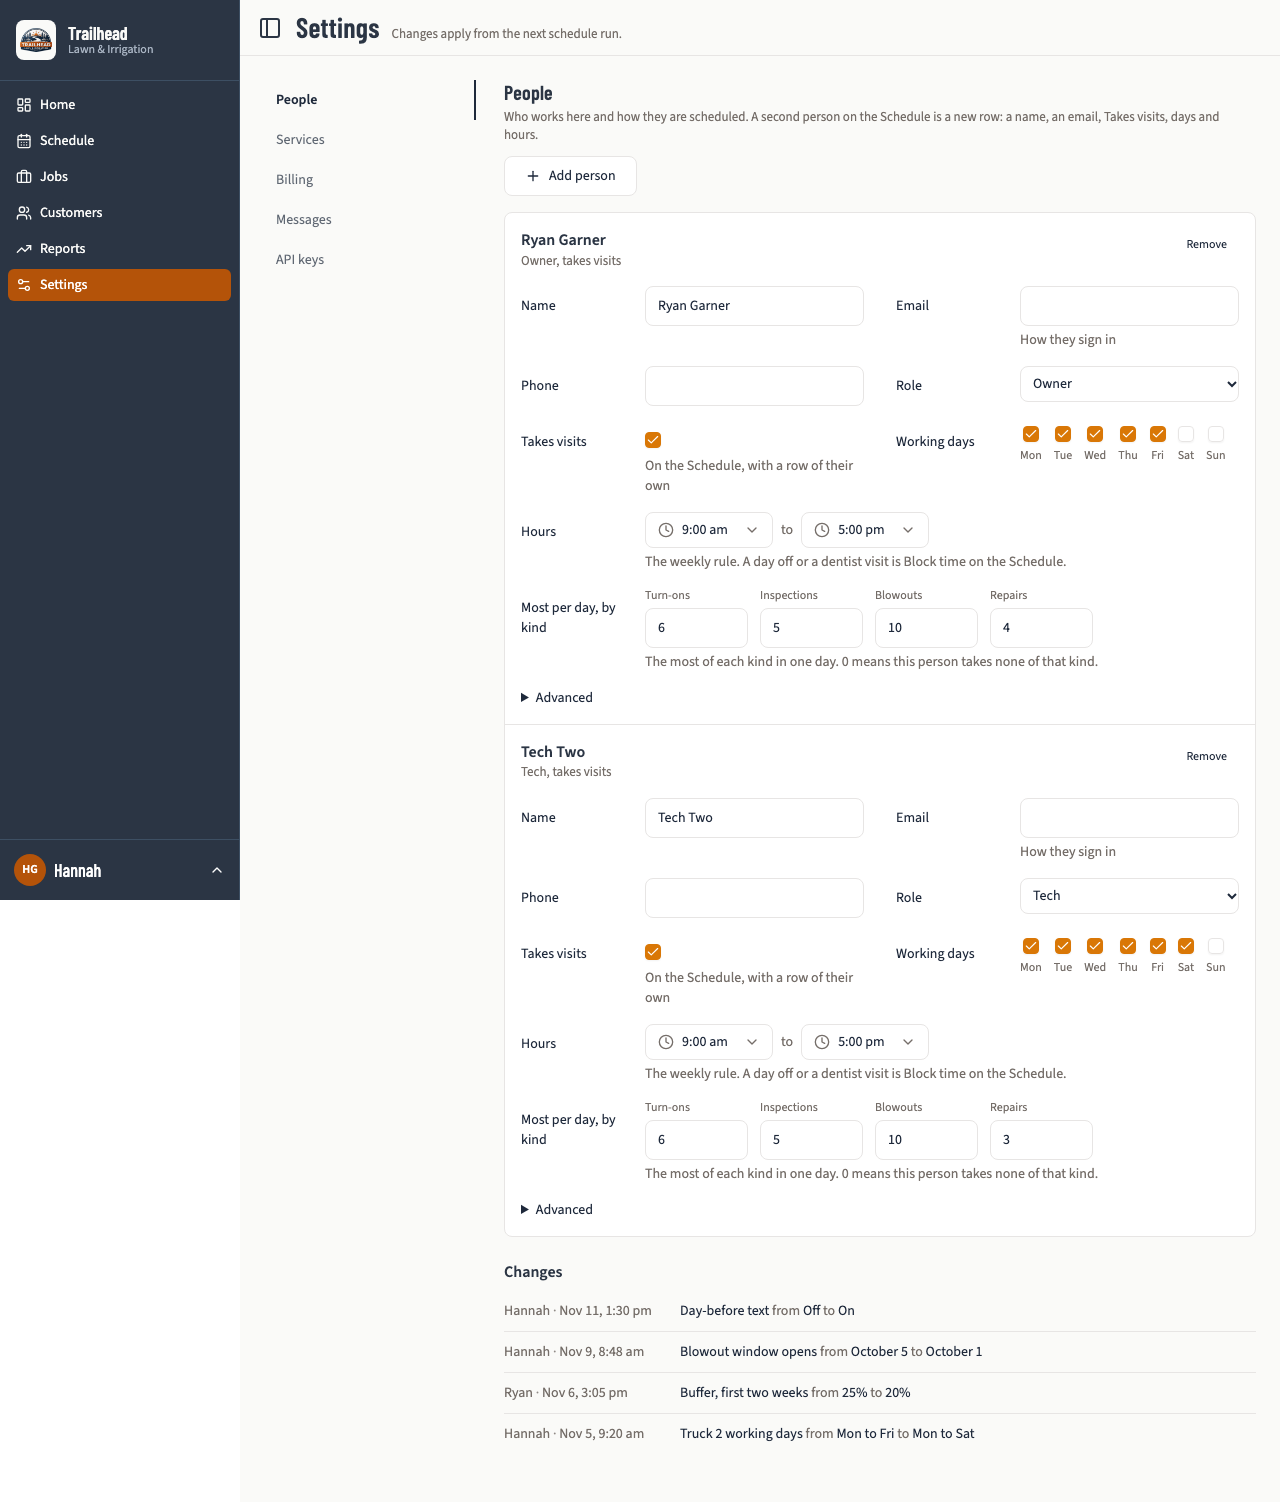 Trailhead
Lawn & Irrigation
Home
Schedule
Jobs
Customers
Reports
Settings
HG
Hannah
Settings
Changes apply from the next schedule run.
People
Services
Billing
Messages
API keys
People
Who works here and how they are scheduled. A second person on the Schedule is a new row: a name, an email, Takes visits, days and
hours.
Add person
Ryan Garner
Owner, takes visits
Remove
Name
Ryan Garner
Email
How they sign in
Phone
Role
Owner
Takes visits
On the Schedule, with a row of their
own
Working days
Mon Tue Wed Thu Fri Sat Sun
Hours
9:00 am to 5:00 pm
The weekly rule. A day off or a dentist visit is Block time on the Schedule.
Most per day, by
kind
Turn-ons Inspections Blowouts Repairs
6 5 10 4
The most of each kind in one day. 0 means this person takes none of that kind.
Advanced
Tech Two
Tech, takes visits
Remove
Name
Tech Two
Email
How they sign in
Phone
Role
Tech
Takes visits
On the Schedule, with a row of their
own
Working days
Mon Tue Wed Thu Fri Sat Sun
Hours
9:00 am to 5:00 pm
The weekly rule. A day off or a dentist visit is Block time on the Schedule.
Most per day, by
kind
Turn-ons Inspections Blowouts Repairs
6 5 10 3
The most of each kind in one day. 0 means this person takes none of that kind.
Advanced
Changes
Hannah · Nov 11, 1:30 pm Day-before text from Off to On
Hannah · Nov 9, 8:48 am Blowout window opens from October 5 to October 1
Ryan · Nov 6, 3:05 pm Buffer, first two weeks from 25% to 20%
Hannah · Nov 5, 9:20 am Truck 2 working days from Mon to Fri to Mon to Sat